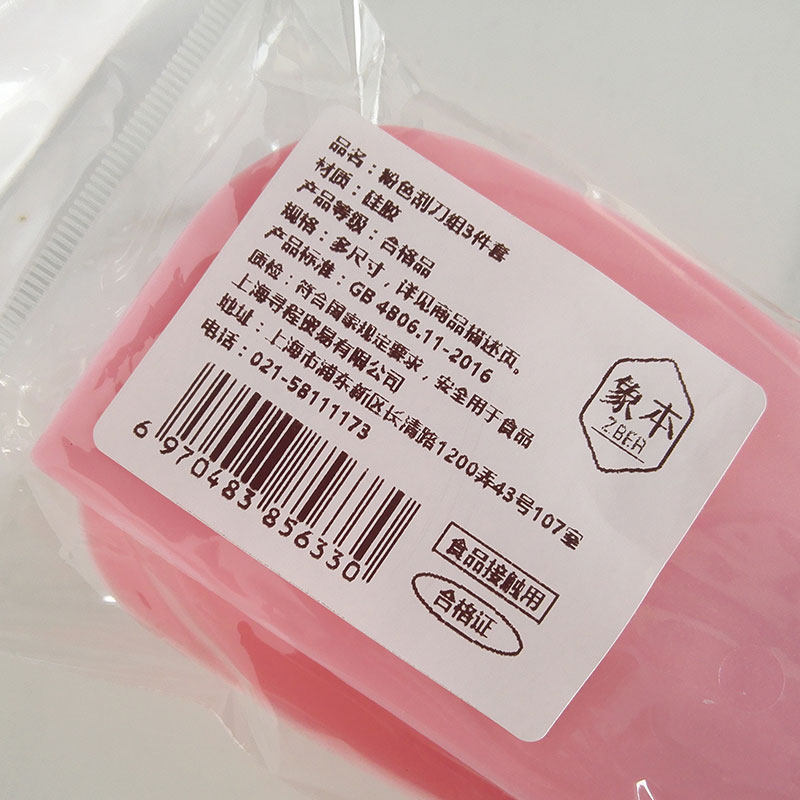 品名：粉色刮刀组3件套
材质：硅胶
产品等级：合格品
规格：多尺寸，详见商品描述页。
产品标准：GB 4806.11-2016
质检：符合国家规定要求，安全用于食品
上海寻程贸易有限公司
地址：上海市浦东新区长清路1200弄43号107室
电话：021-58111173
6 970483 856330
象本
食品接触用
合格证